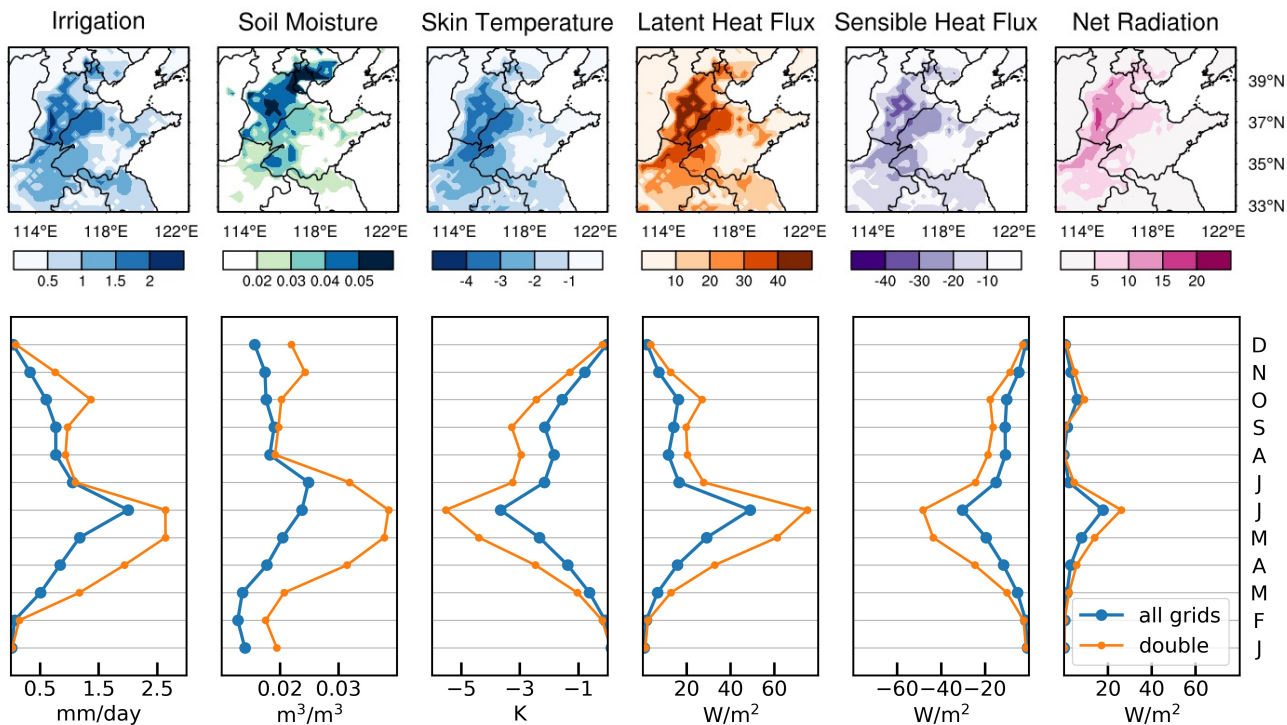 Irrigation Soil Moisture Skin Temperature Latent Heat Flux Sensible Heat Flux Net Radiation
39°N
37°N
35°N
33°N
114°E 118°E 122°E 114°E 118°E 122°E 114°E 118°E 122°E 114°E 118°E 122°E 114°E 118°E 122°E 114°E 118°E 122°E
0.5 1 1.5 2 0.02 0.03 0.04 0.05 -4 -3 -2 -1 10 20 30 40 -40 -30 -20 -10 5 10 15 20
D
N
O
S
A
J
J
M
A
M
F
J
all grids
double
0.5 1.5 2.5 0.02 0.03 −5 −3 −1 20 40 60 −60 −40 −20 20 40 60
mm/day m³/m³ K W/m² W/m² W/m²